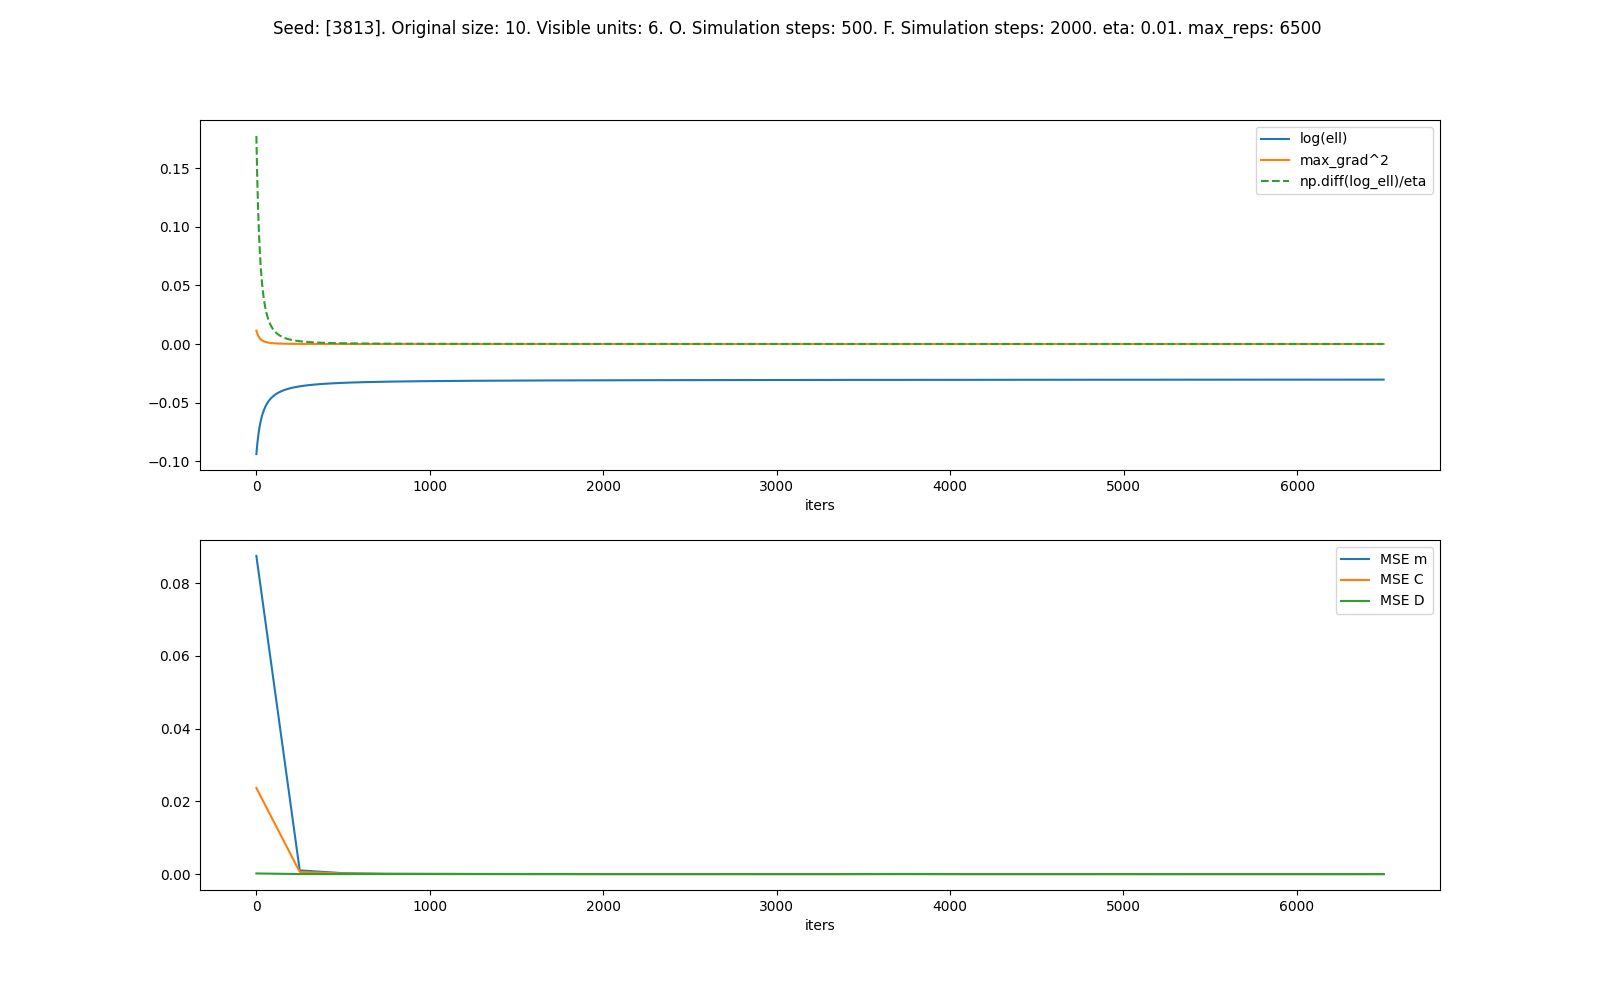 Seed: [3813]. Original size: 10. Visible units: 6. O. Simulation steps: 500. F. Simulation steps: 2000. eta: 0.01. max_reps: 6500
log(ell)
max_grad^2
np.diff(log_ell)/eta
0.15
0.10
0.05
0.00
−0.05
−0.10
0 1000 2000 3000 4000 5000 6000
iters
MSE m
MSE C
MSE D
0.08
0.06
0.04
0.02
0.00
0 1000 2000 3000 4000 5000 6000
iters